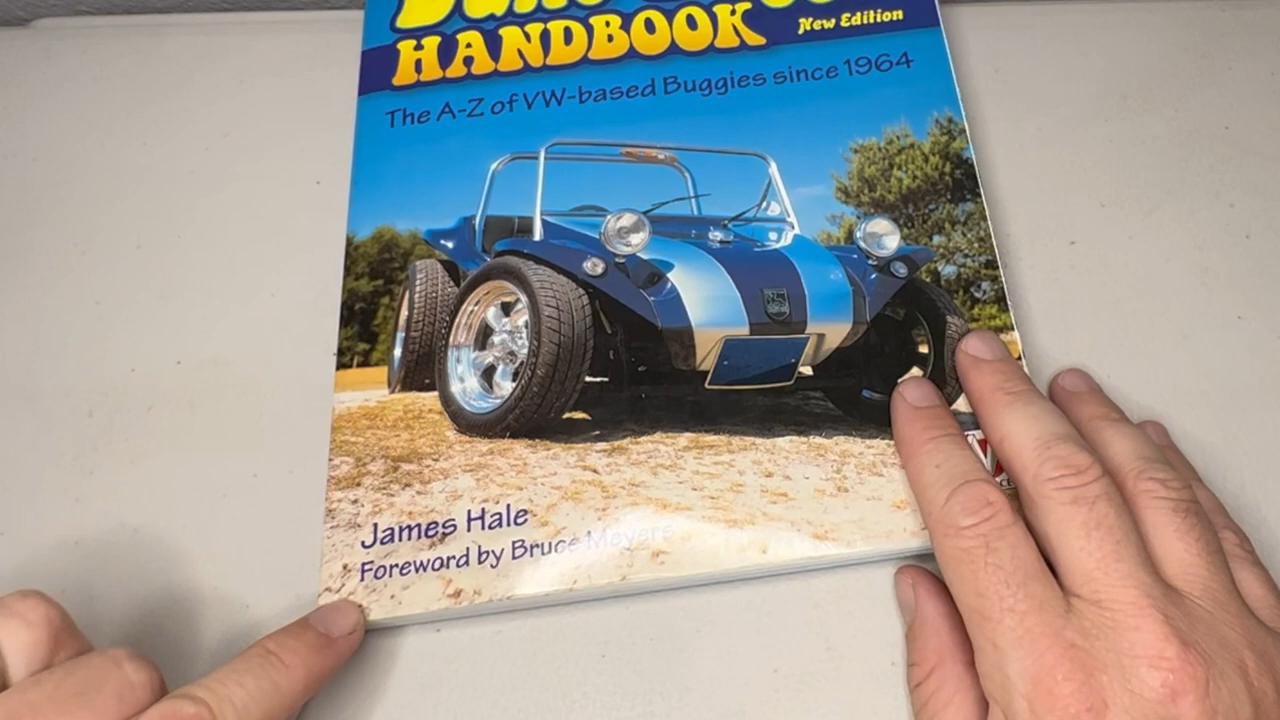 HANDBOOK
New Edition
The A-Z of VW-based Buggies since 1964
James Hale
Foreword by Bruce Meyers